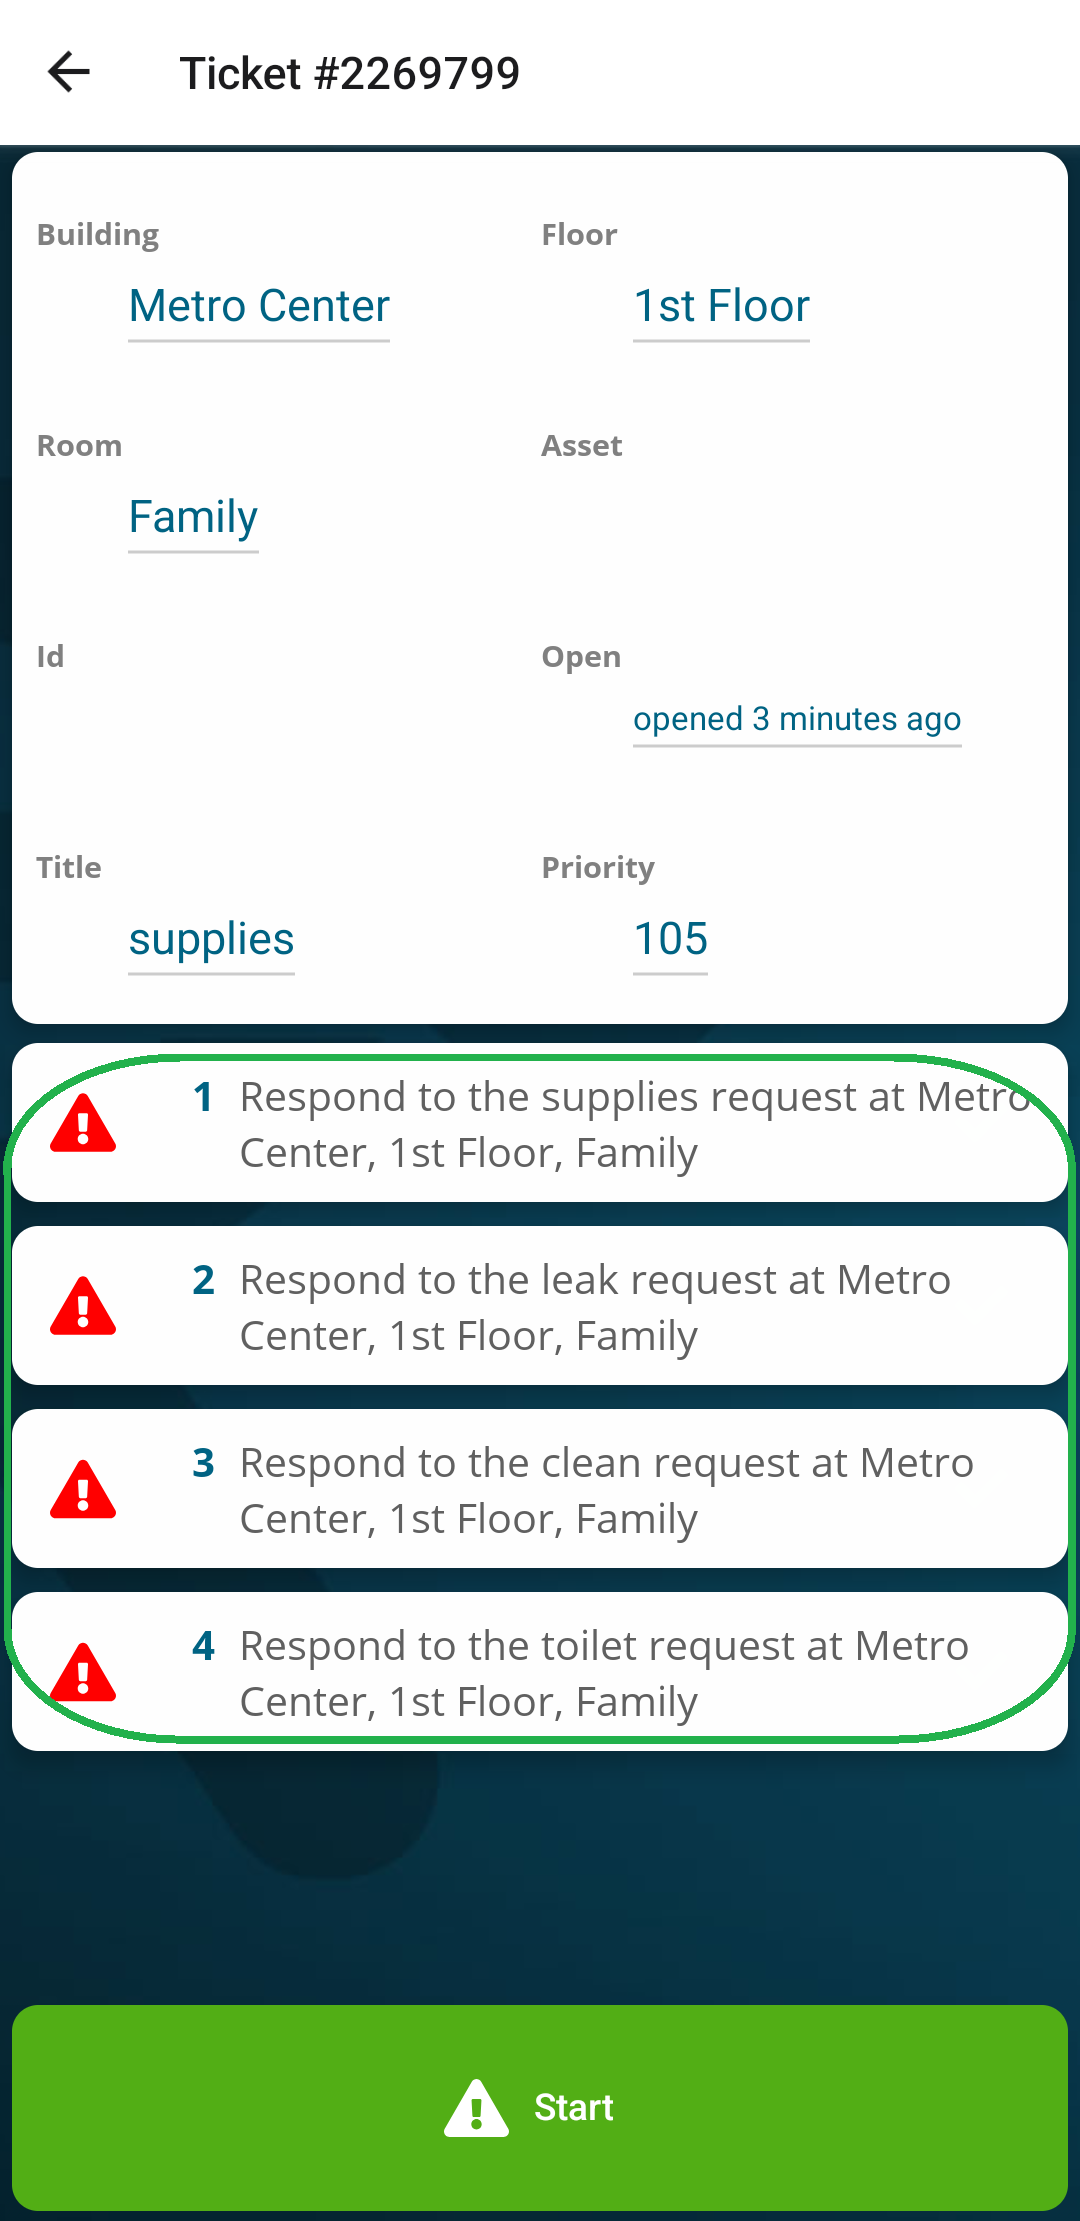 Ticket #2269799
Building
Floor
Metro Center
1st Floor
Room
Asset
Family
Id
Open
opened 3 minutes ago
Title
Priority
supplies
105
1 Respond to the supplies request at Metro
Center, 1st Floor, Family
2 Respond to the leak request at Metro
Center, 1st Floor, Family
3 Respond to the clean request at Metro
Center, 1st Floor, Family
4 Respond to the toilet request at Metro
Center, 1st Floor, Family
Start